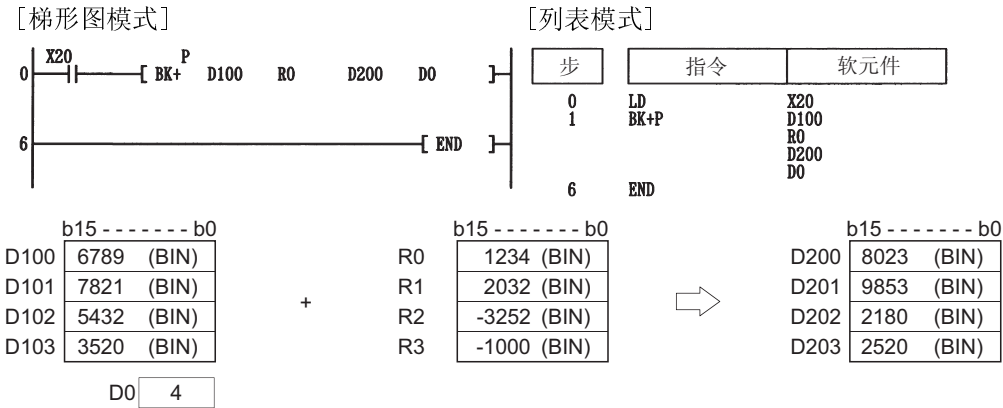 [梯形图模式] [列表模式]
X20
0 BK+P D100 R0 D200 D0
6 END
步 指令 软元件
0 LD X20
1 BK+P D100
R0
D200
D0
6 END
b15 - - - - - - - b0 b15 - - - - - - - b0 b15 - - - - - - - b0
D100 6789 (BIN) R0 1234 (BIN) D200 8023 (BIN)
D101 7821 (BIN) + R1 2032 (BIN) D201 9853 (BIN)
D102 5432 (BIN) R2 -3252 (BIN) D202 2180 (BIN)
D103 3520 (BIN) R3 -1000 (BIN) D203 2520 (BIN)
D0 4